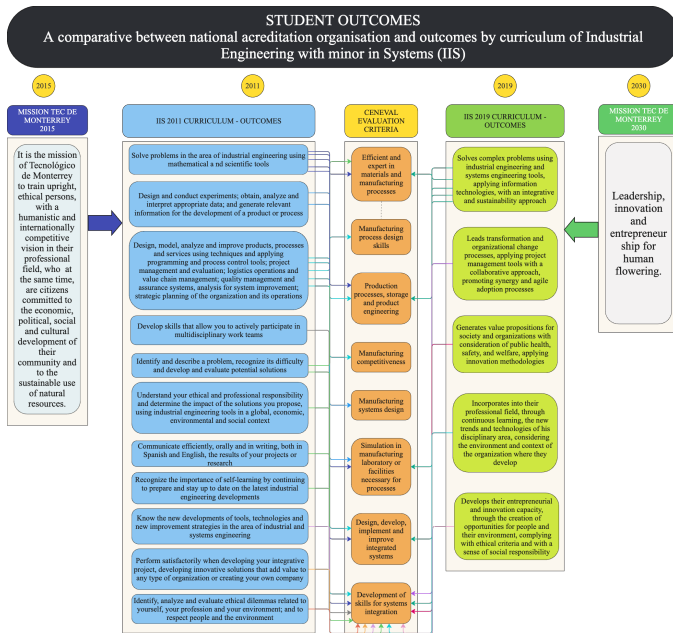 STUDENT OUTCOMES
A comparative between national acreditation organisation and outcomes by curriculum of Industrial
Engineering with minor in Systems (IIS)
2015
2011
2019
2030
MISSION TEC DE
MONTERREY
2015
It is the mission
of Tecnológico
de Monterrey
to train upright,
ethical persons,
with a
humanistic and
internationally
competitive
vision in their
professional
field, who at
the same time,
are citizens
committed to
the economic,
political, social
and cultural
development of
their
community and
to the
sustainable use
of natural
resources.
IIS 2011 CURRICULUM - OUTCOMES
Solve problems in the area of industrial engineering using
mathematical a nd scientific tools
Design and conduct experiments; obtain, analyze and
interpret appropriate data; and generate relevant
information for the development of a product or process
Design, model, analyze and improve products, processes
and services using techniques and applying
programming and process control tools; project
management and evaluation; logistics operations and
value chain management; quality management and
assurance systems, analysis for system improvement;
strategic planning of the organization and its operations
Develop skills that allow you to actively participate in
multidisciplinary work teams
Identify and describe a problem, recognize its difficulty
and develop and evaluate potential solutions
Understand your ethical and professional responsibility and
determine the impact of the solutions you propose,
using industrial engineering tools in a global, economic,
environmental and social context
Communicate efficiently, orally and in writing, both in
Spanish and English, the results of your projects or
research
Recognize the importance of self-learning by continuing
to prepare and stay up to date on the latest industrial
engineering developments
Know the new developments of tools, technologies and
new improvement strategies in the area of industrial and
systems engineering
Perform satisfactorily when developing your integrative
project, developing innovative solutions that add value to
any type of organization or creating your own company
Identify, analyze and evaluate ethical dilemmas related to
yourself, your profession and your environment; and to
respect people and the environment
CENEVAL
EVALUATION
CRITERIA
Efficient and
expert in
materials and
manufacturing
processes
Manufacturing
process design
skills
Production
processes, storage
and product
engineering
Manufacturing
competitiveness
Manufacturing
systems design
Simulation in
manufacturing
laboratory or
facilities
necessary for
processes
Design, develop,
implement and
improve
integrated
systems
Development of
skills for systems
integration
IIS 2019 CURRICULUM -
OUTCOMES
Solves complex problems using
industrial engineering and
systems engineering tools,
applying information
technologies, with an integrative
and sustainability approach
Leads transformation and
organizational change
processes, applying project
management tools with a
collaborative approach,
promoting synergy and
agile adoption processes
Generates value propositions for
society and organizations with
consideration of public health,
safety, and welfare, applying
innovation methodologies
Incorporates into their
professional field, through
continuous learning, the new
trends and technologies of his
disciplinary area, considering
the environment and context of
the organization where they
develop
Develops their entrepreneurial
and innovation capacity,
through the creation of
opportunities for people and
their environment, complying
with ethical criteria and with a
sense of social responsibility
MISSION TEC DE
MONTERREY
2030
Leadership,
innovation
and
entrepreneur
ship for
human
flowering.